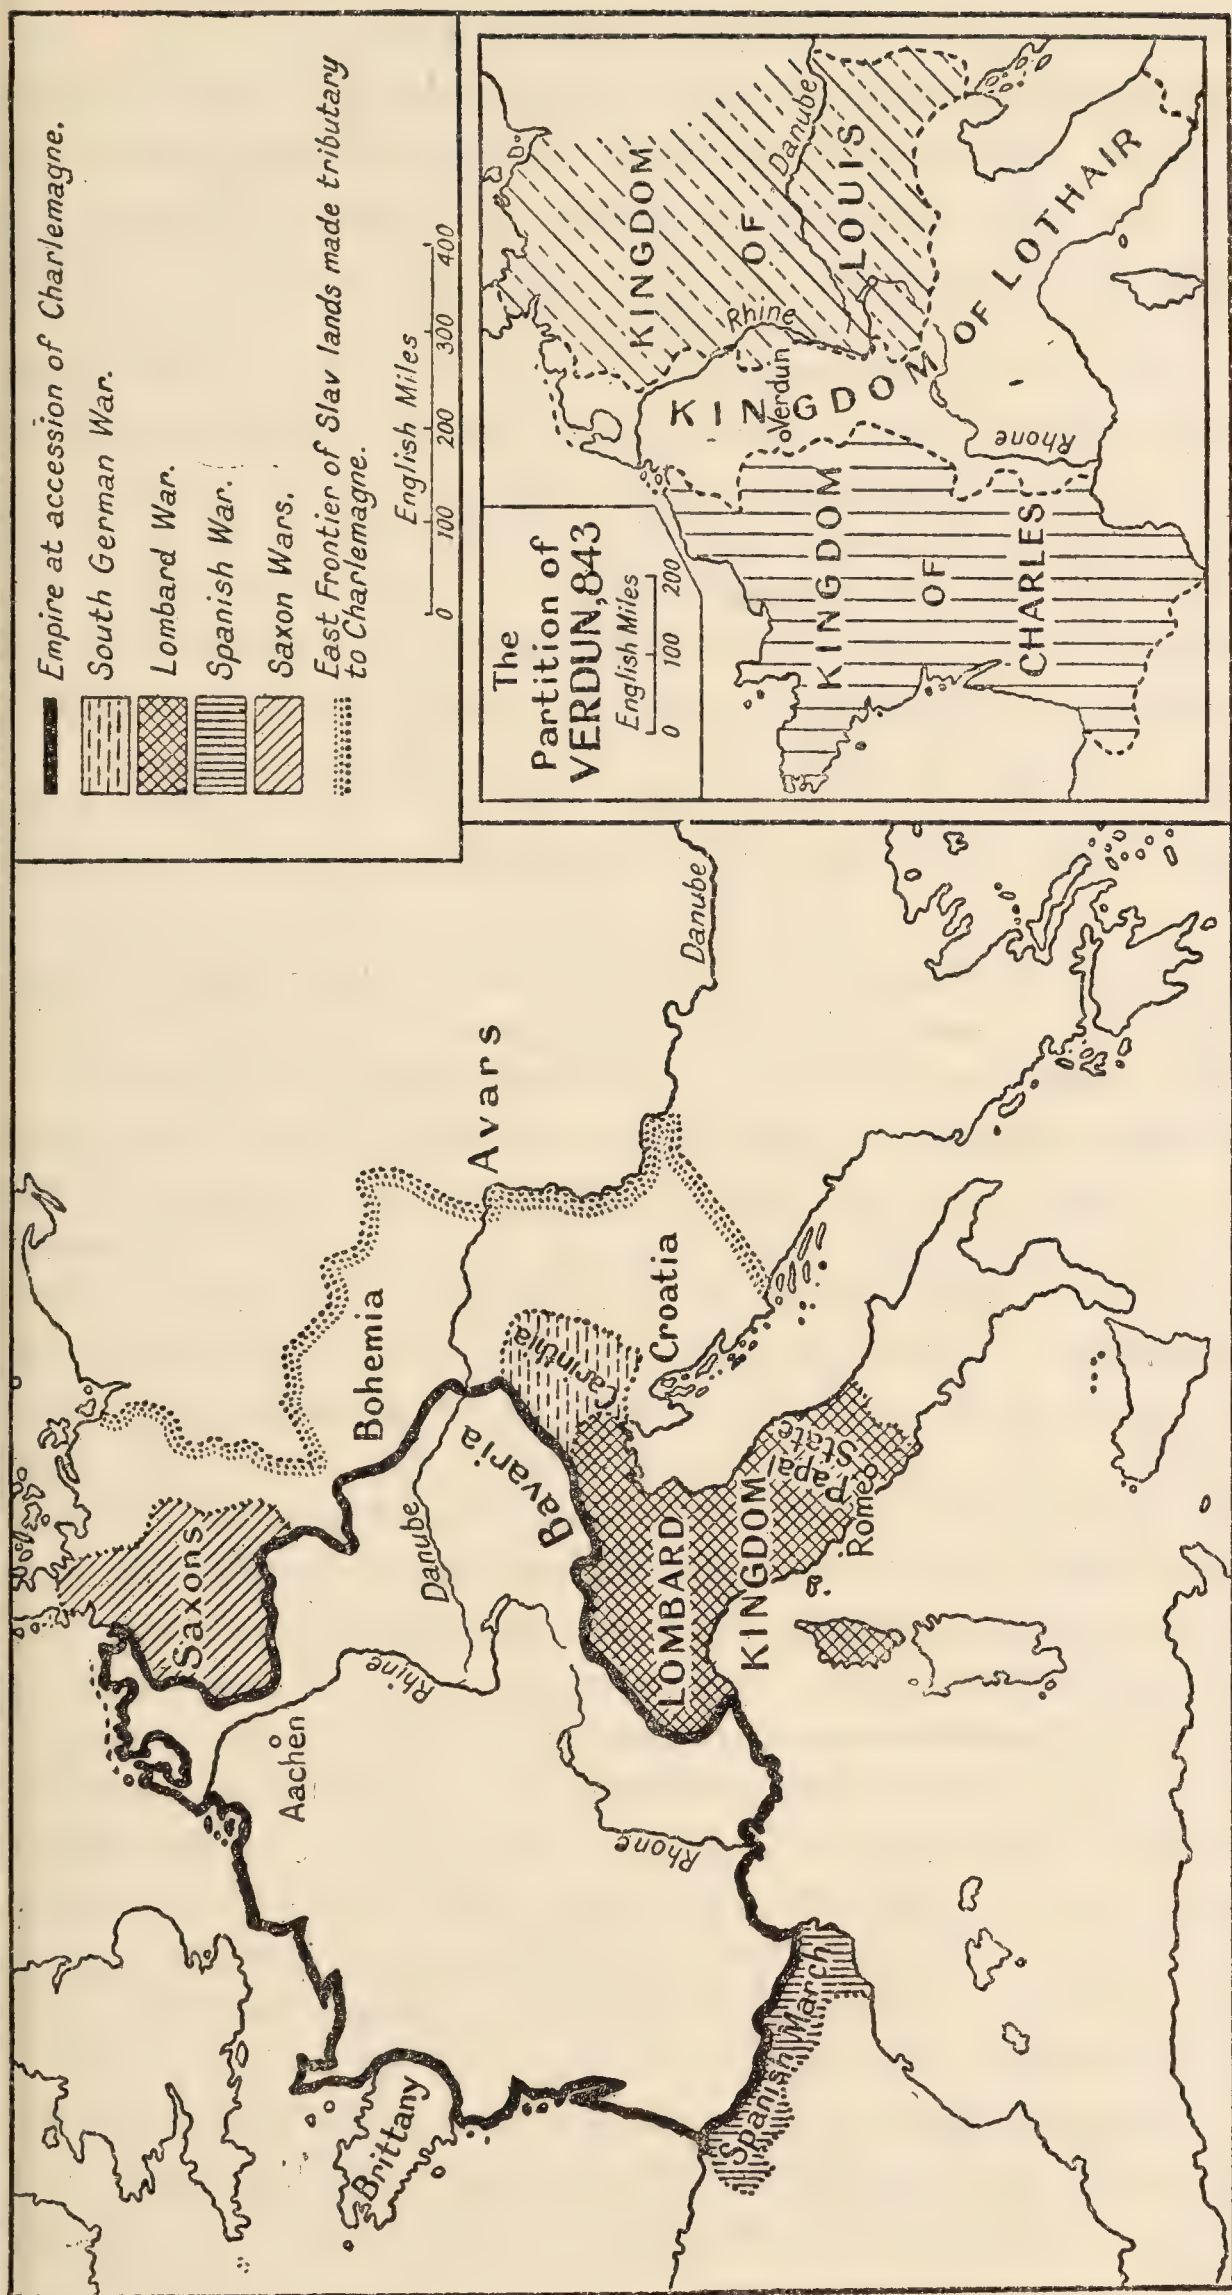 Empire at accession of Charlemagne.
South German War.
Lombard War.
Spanish War.
Saxon Wars.
East Frontier of Slav lands made tributary
to Charlemagne.
English Miles
0 100 200 300 400
The
Partition of
VERDUN, 843
English Miles
0 100 200
KINGDOM
OF
LOUIS
Danube
Rhine
Verdun
KINGDOM OF LOTHAIR
Rhone
KINGDOM
OF
CHARLES
Saxons
Aachen
Rhine
Danube
Bohemia
Bavaria
Avars
Danube
Carinthia
Croatia
LOMBARD
KINGDOM
Papal
State
Rome
Rhone
Brittany
Spanish March